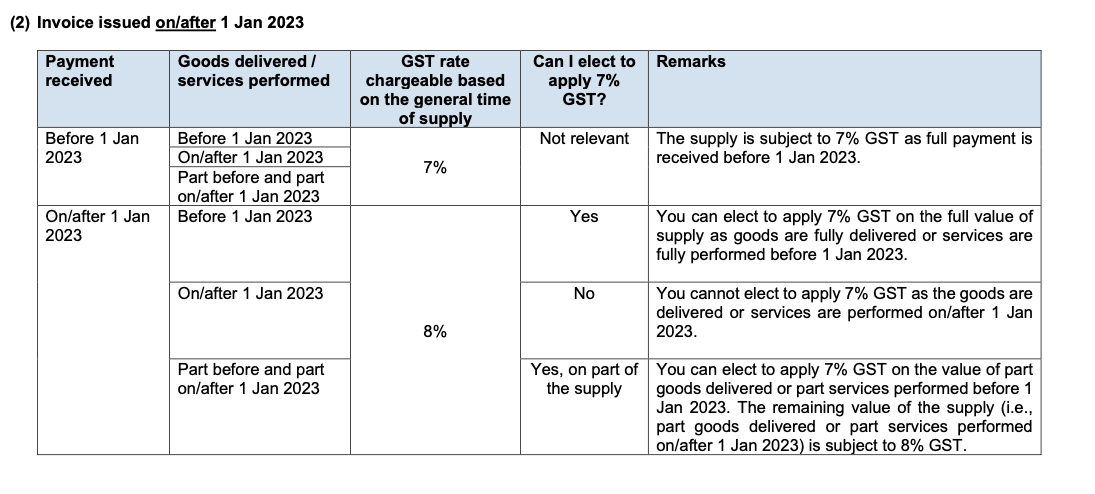 (2) Invoice issued on/after 1 Jan 2023
Payment
received
Goods delivered /
services performed
GST rate
chargeable based
on the general time
of supply
Can I elect to
apply 7%
GST?
Remarks
Before 1 Jan
2023
Before 1 Jan 2023
On/after 1 Jan 2023
Part before and part
on/after 1 Jan 2023
7%
Not relevant
The supply is subject to 7% GST as full payment is
received before 1 Jan 2023.
On/after 1 Jan
2023
Before 1 Jan 2023
8%
Yes
You can elect to apply 7% GST on the full value of
supply as goods are fully delivered or services are
fully performed before 1 Jan 2023.
On/after 1 Jan 2023
No
You cannot elect to apply 7% GST as the goods are
delivered or services are performed on/after 1 Jan
2023.
Part before and part
on/after 1 Jan 2023
Yes, on part of
the supply
You can elect to apply 7% GST on the value of part
goods delivered or part services performed before 1
Jan 2023. The remaining value of the supply (i.e.,
part goods delivered or part services performed
on/after 1 Jan 2023) is subject to 8% GST.